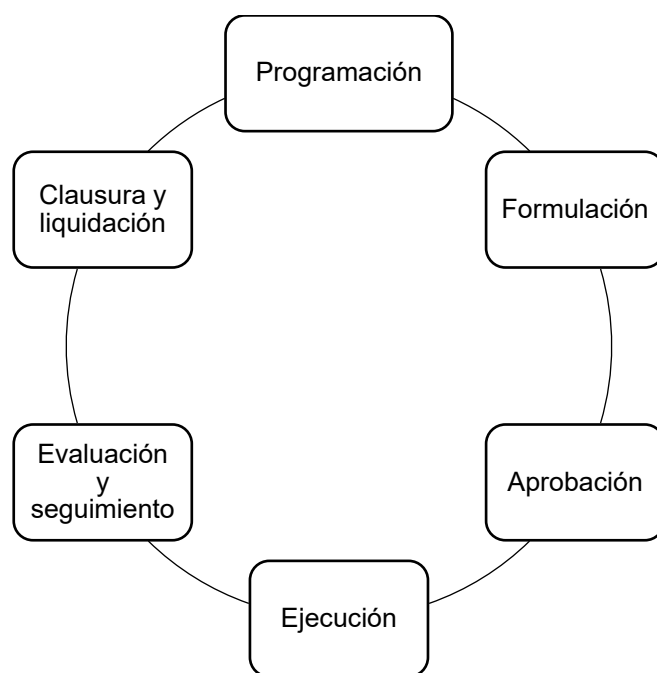 Programación
Formulación
Aprobación
Ejecución
Evaluación
y
seguimiento
Clausura y
liquidación